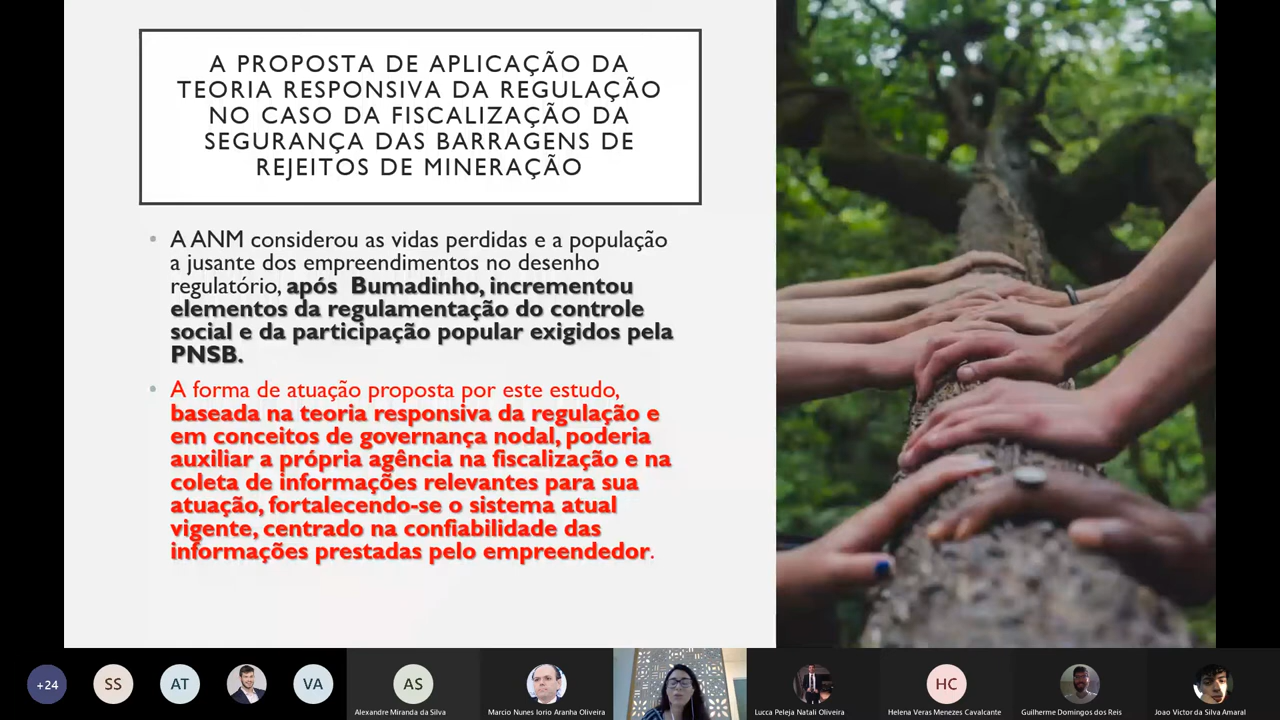 A PROPOSTA DE APLICAÇÃO DA
TEORIA RESPONSIVA DA REGULAÇÃO
NO CASO DA FISCALIZAÇÃO DA
SEGURANÇA DAS BARRAGENS DE
REJEITOS DE MINERAÇÃO
• A ANM considerou as vidas perdidas e a população
a jusante dos empreendimentos no desenho
regulatório, após Bumadinho, incrementou
elementos da regulamentação do controle
social e da participação popular exigidos pela
PNSB.
• A forma de atuação proposta por este estudo,
baseada na teoria responsiva da regulação e
em conceitos de governança nodal, poderia
auxiliar a própria agência na fiscalização e na
coleta de informações relevantes para sua
atuação, fortalecendo-se o sistema atual
vigente, centrado na confiabilidade das
informações prestadas pelo empreendedor.
+24
SS
AT
VA
AS
Alexandre Miranda da Silva
Marcio Nunes Iorio Aranha Oliveira
Lucca Peleja Natali Oliveira
HC
Helena Veras Menezes Cavalcante
Guilherme Domingos dos Reis
Joao Victor da Silva Amaral